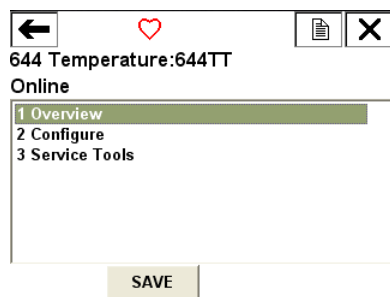 644 Temperature:644TT
Online
1 Overview
2 Configure
3 Service Tools
SAVE